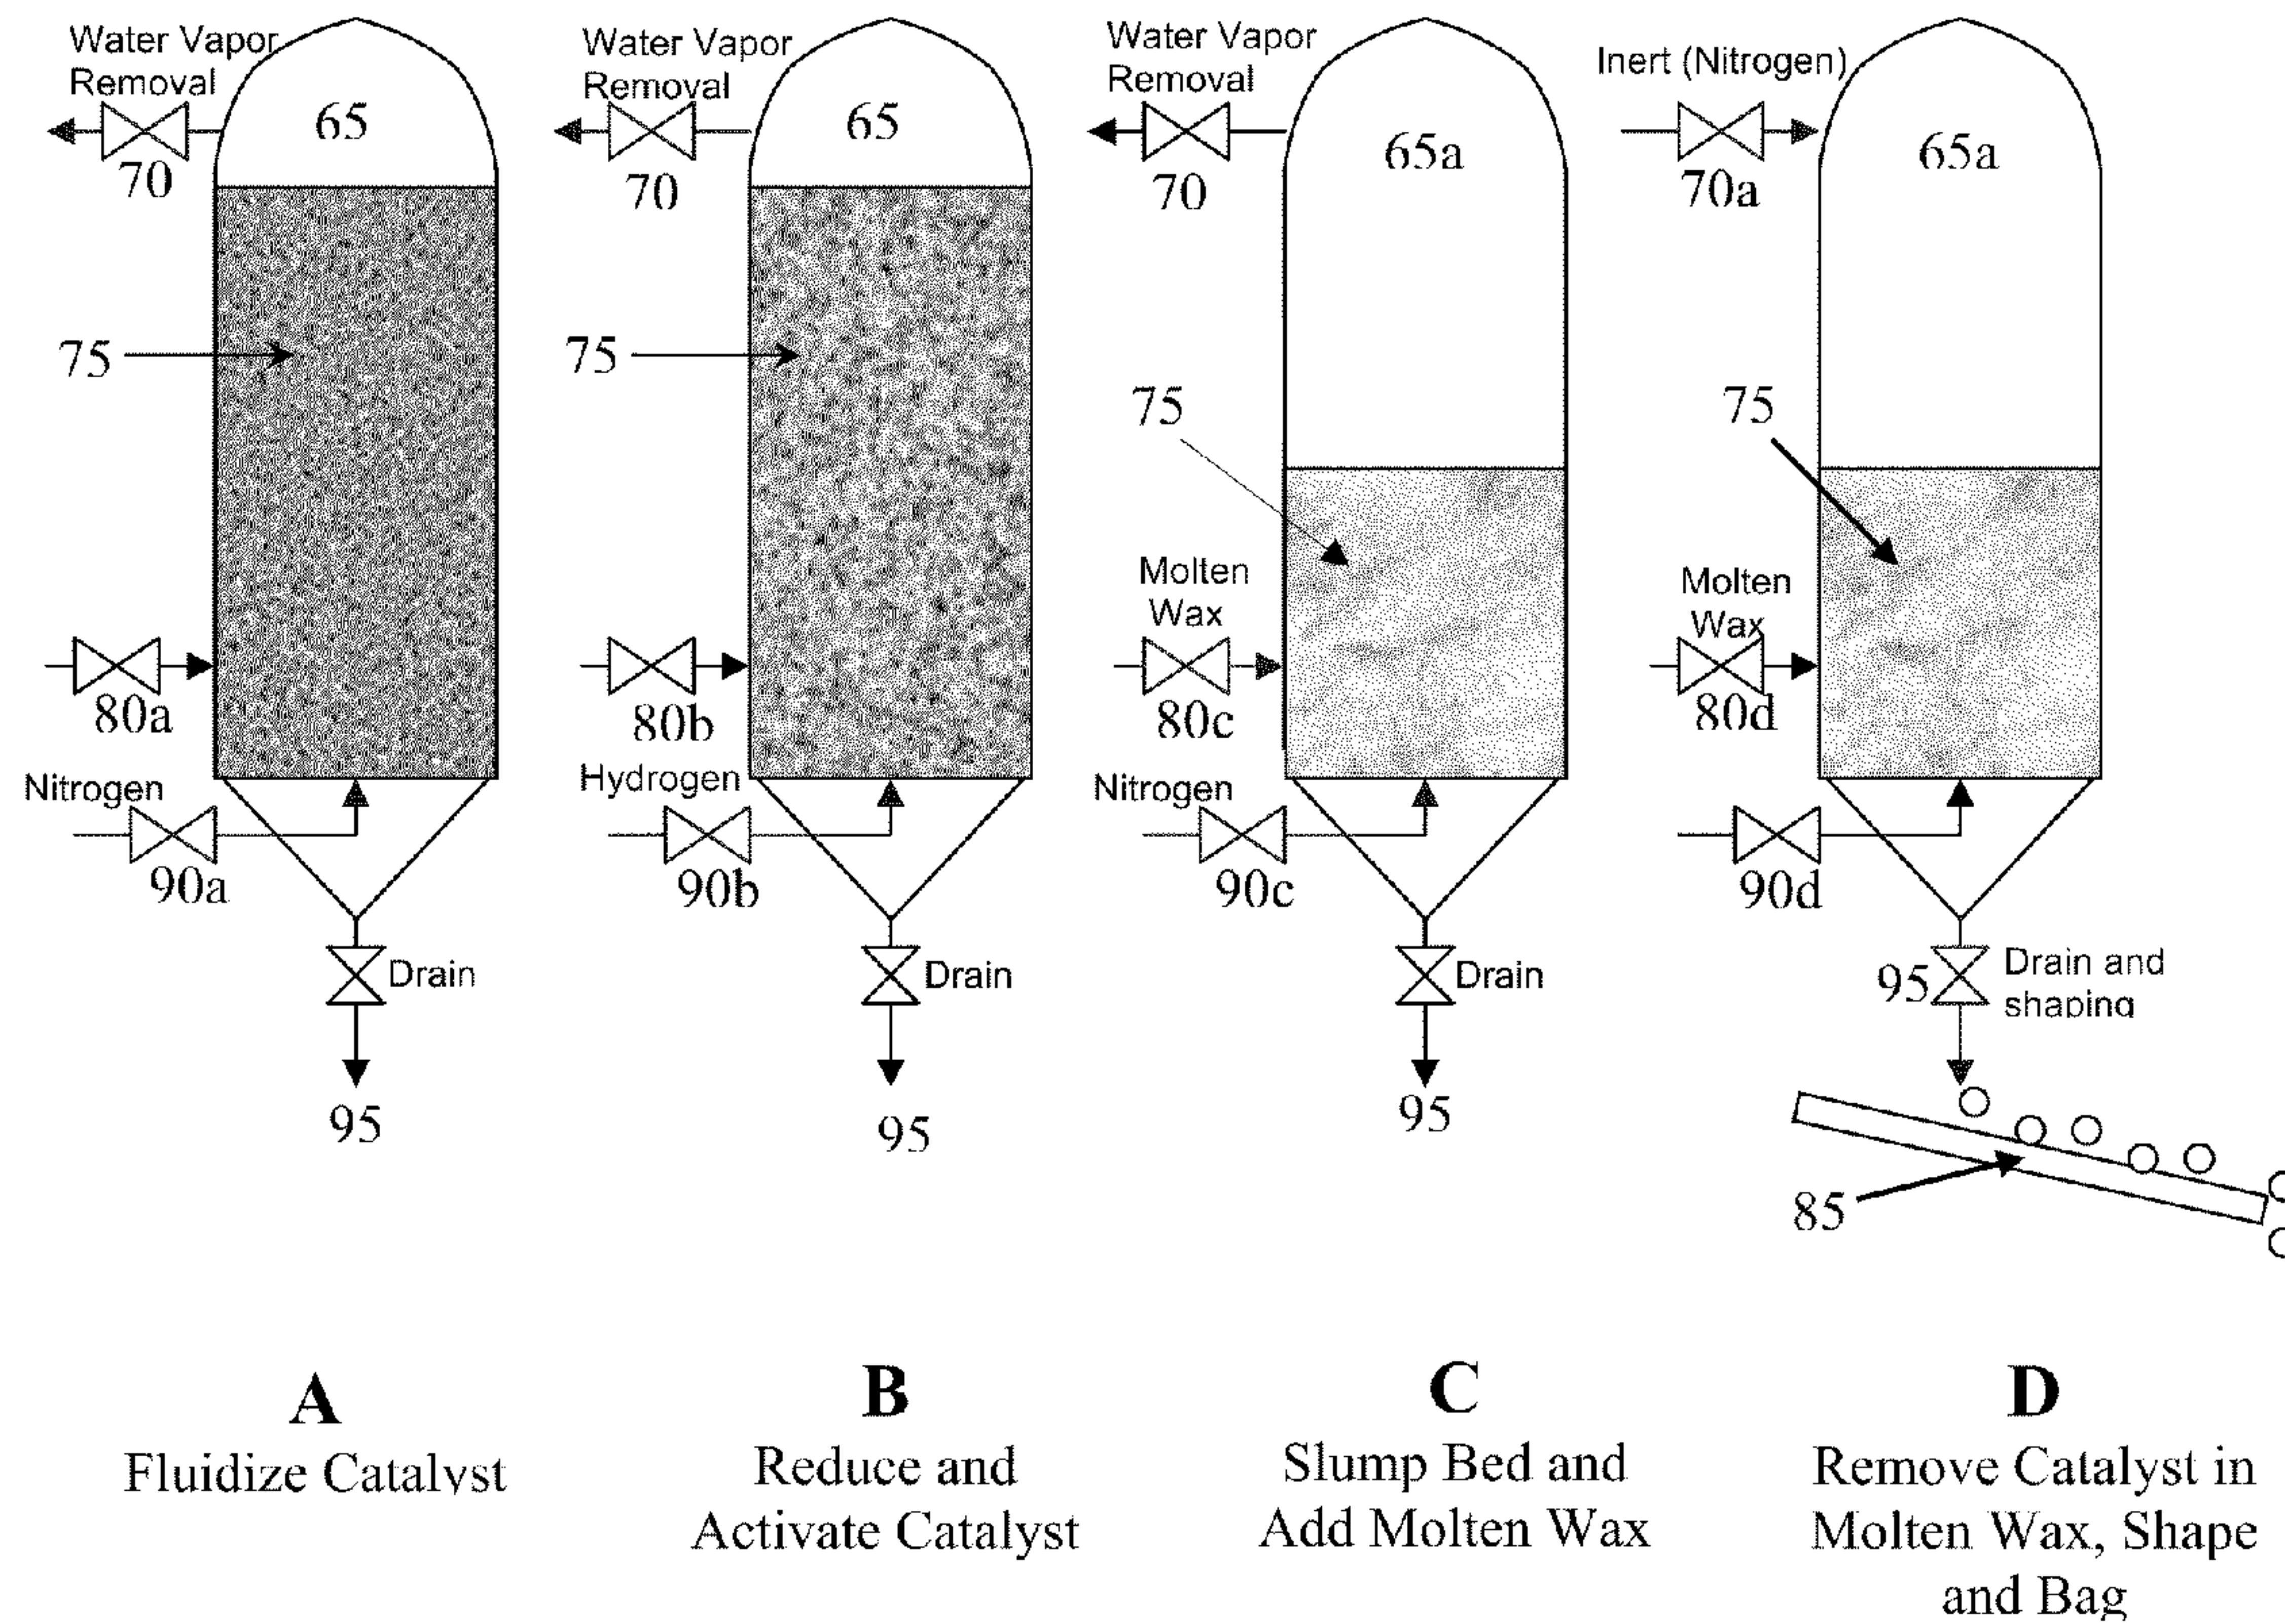 Water Vapor
Removal
65
70
75
80a
Nitrogen
90a
Drain
95
A
Fluidize Catalyst
Water Vapor
Removal
65
70
75
80b
Hydrogen
90b
Drain
95
B
Reduce and
Activate Catalyst
Water Vapor
Removal
65a
70
75
Molten
Wax
80c
Nitrogen
90c
Drain
95
C
Slump Bed and
Add Molten Wax
Inert (Nitrogen)
65a
70a
75
Molten
Wax
80d
90d
95
Drain and
shaping
85
D
Remove Catalyst in
Molten Wax, Shape
and Bag